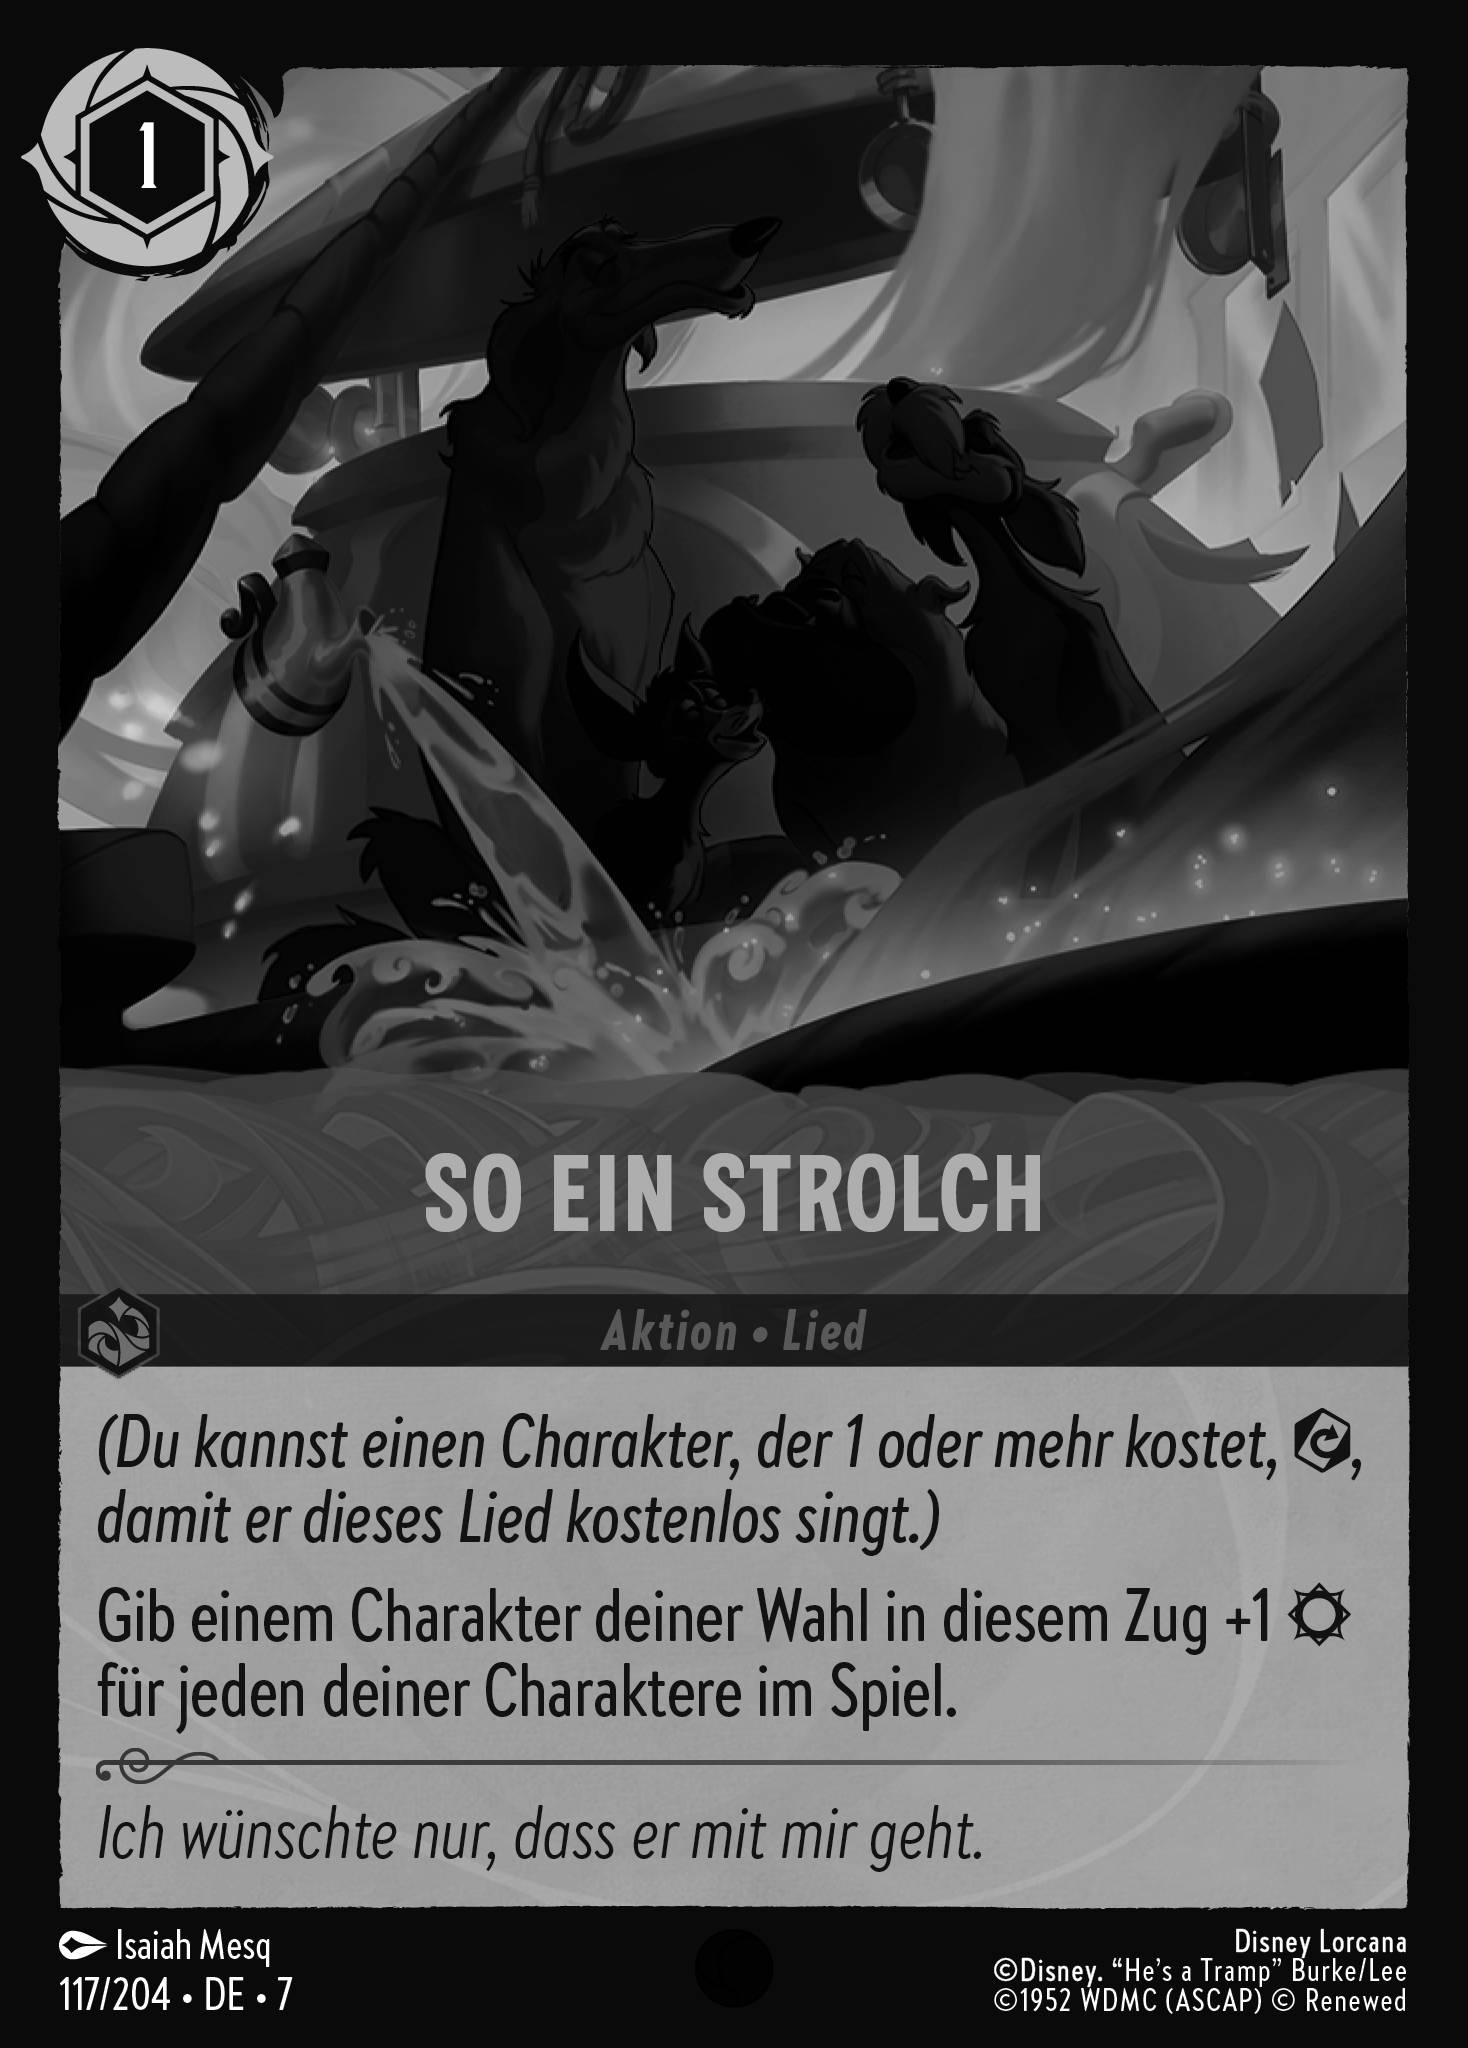 1
SO EIN STROLCH
Aktion • Lied
(Du kannst einen Charakter, der 1 oder mehr kostet, ,
damit er dieses Lied kostenlos singt.)
Gib einem Charakter deiner Wahl in diesem Zug +1
für jeden deiner Charaktere im Spiel.
Ich wünschte nur, dass er mit mir geht.
Isaiah Mesq
117/204 • DE • 7
Disney Lorcana
©Disney. “He’s a Tramp” Burke/Lee
©1952 WDMC (ASCAP) © Renewed